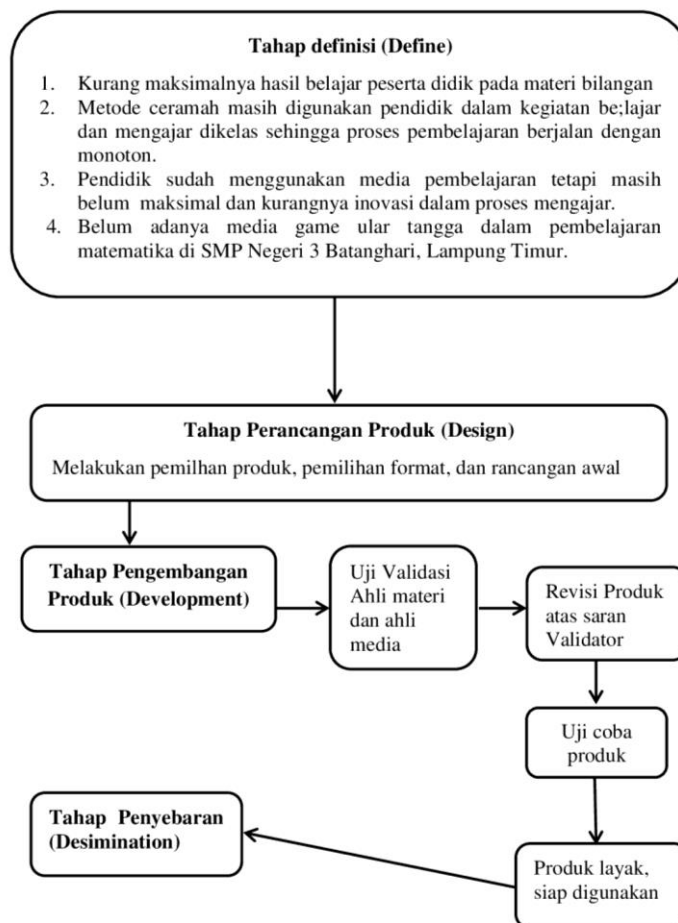 Tahap definisi (Define)
1. Kurang maksimalnya hasil belajar peserta didik pada materi bilangan
2. Metode ceramah masih digunakan pendidik dalam kegiatan be;lajar
dan mengajar dikelas sehingga proses pembelajaran berjalan dengan
monoton.
3. Pendidik sudah menggunakan media pembelajaran tetapi masih
belum maksimal dan kurangnya inovasi dalam proses mengajar.
4. Belum adanya media game ular tangga dalam pembelajaran
matematika di SMP Negeri 3 Batanghari, Lampung Timur.
Tahap Perancangan Produk (Design)
Melakukan pemilhan produk, pemilihan format, dan rancangan awal
Tahap Pengembangan
Produk (Development)
Uji Validasi
Ahli materi
dan ahli
media
Revisi Produk
atas saran
Validator
Uji coba
produk
Produk layak,
siap digunakan
Tahap Penyebaran
(Desimination)